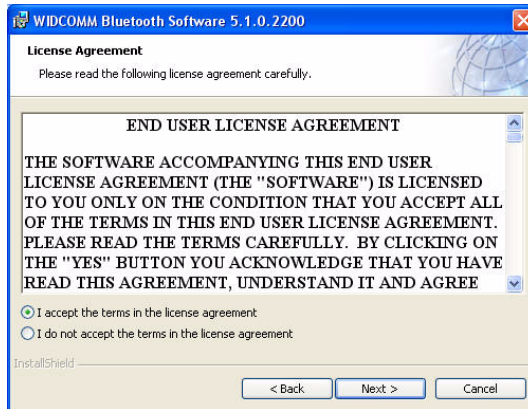 WIDCOMM Bluetooth Software 5.1.0.2200
License Agreement
Please read the following license agreement carefully.
END USER LICENSE AGREEMENT
THE SOFTWARE ACCOMPANYING THIS END USER
LICENSE AGREEMENT (THE "SOFTWARE") IS LICENSED
TO YOU ONLY ON THE CONDITION THAT YOU ACCEPT ALL
OF THE TERMS IN THIS END USER LICENSE AGREEMENT.
PLEASE READ THE TERMS CAREFULLY.  BY CLICKING ON
THE "YES" BUTTON YOU ACKNOWLEDGE THAT YOU HAVE
READ THIS AGREEMENT, UNDERSTAND IT AND AGREE
I accept the terms in the license agreement
I do not accept the terms in the license agreement
InstallShield
< Back Next > Cancel